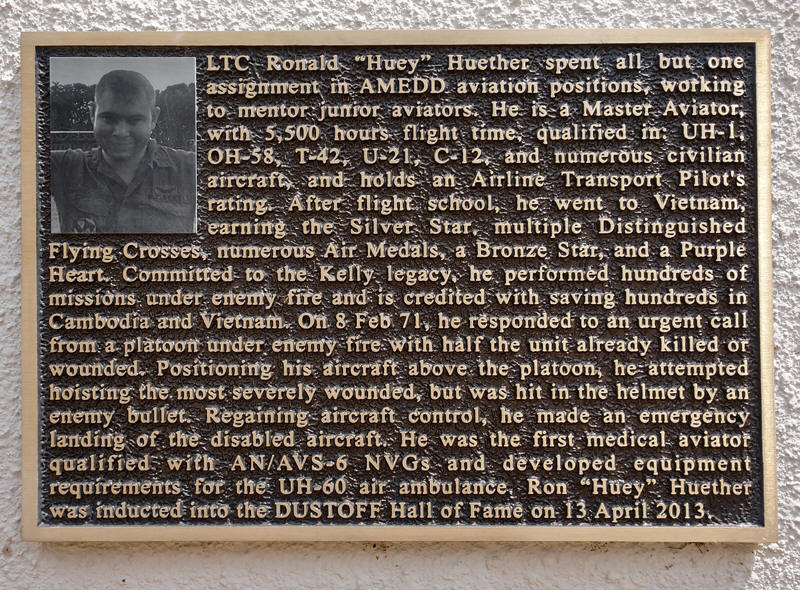 LTC Ronald "Huey" Huether spent all but one
assignment in AMEDD aviation positions, working
to mentor junior aviators. He is a Master Aviator,
with 5,500 hours flight time, qualified in: UH-1,
OH-58, T-42, U-21, C-12, and numerous civilian
aircraft, and holds an Airline Transport Pilot's
rating. After flight school, he went to Vietnam,
earning the Silver Star, multiple Distinguished
Flying Crosses, numerous Air Medals, a Bronze Star, and a Purple
Heart. Committed to the Kelly legacy, he performed hundreds of
missions under enemy fire and is credited with saving hundreds in
Cambodia and Vietnam. On 8 Feb 71, he responded to an urgent call
from a platoon under enemy fire with half the unit already killed or
wounded. Positioning his aircraft above the platoon, he attempted
hoisting the most severely wounded, but was hit in the helmet by an
enemy bullet. Regaining aircraft control, he made an emergency
landing of the disabled aircraft. He was the first medical aviator
qualified with AN/AVS-6 NVGs and developed equipment
requirements for the UH-60 air ambulance. Ron "Huey" Huether
was inducted into the DUSTOFF Hall of Fame on 13 April 2013.